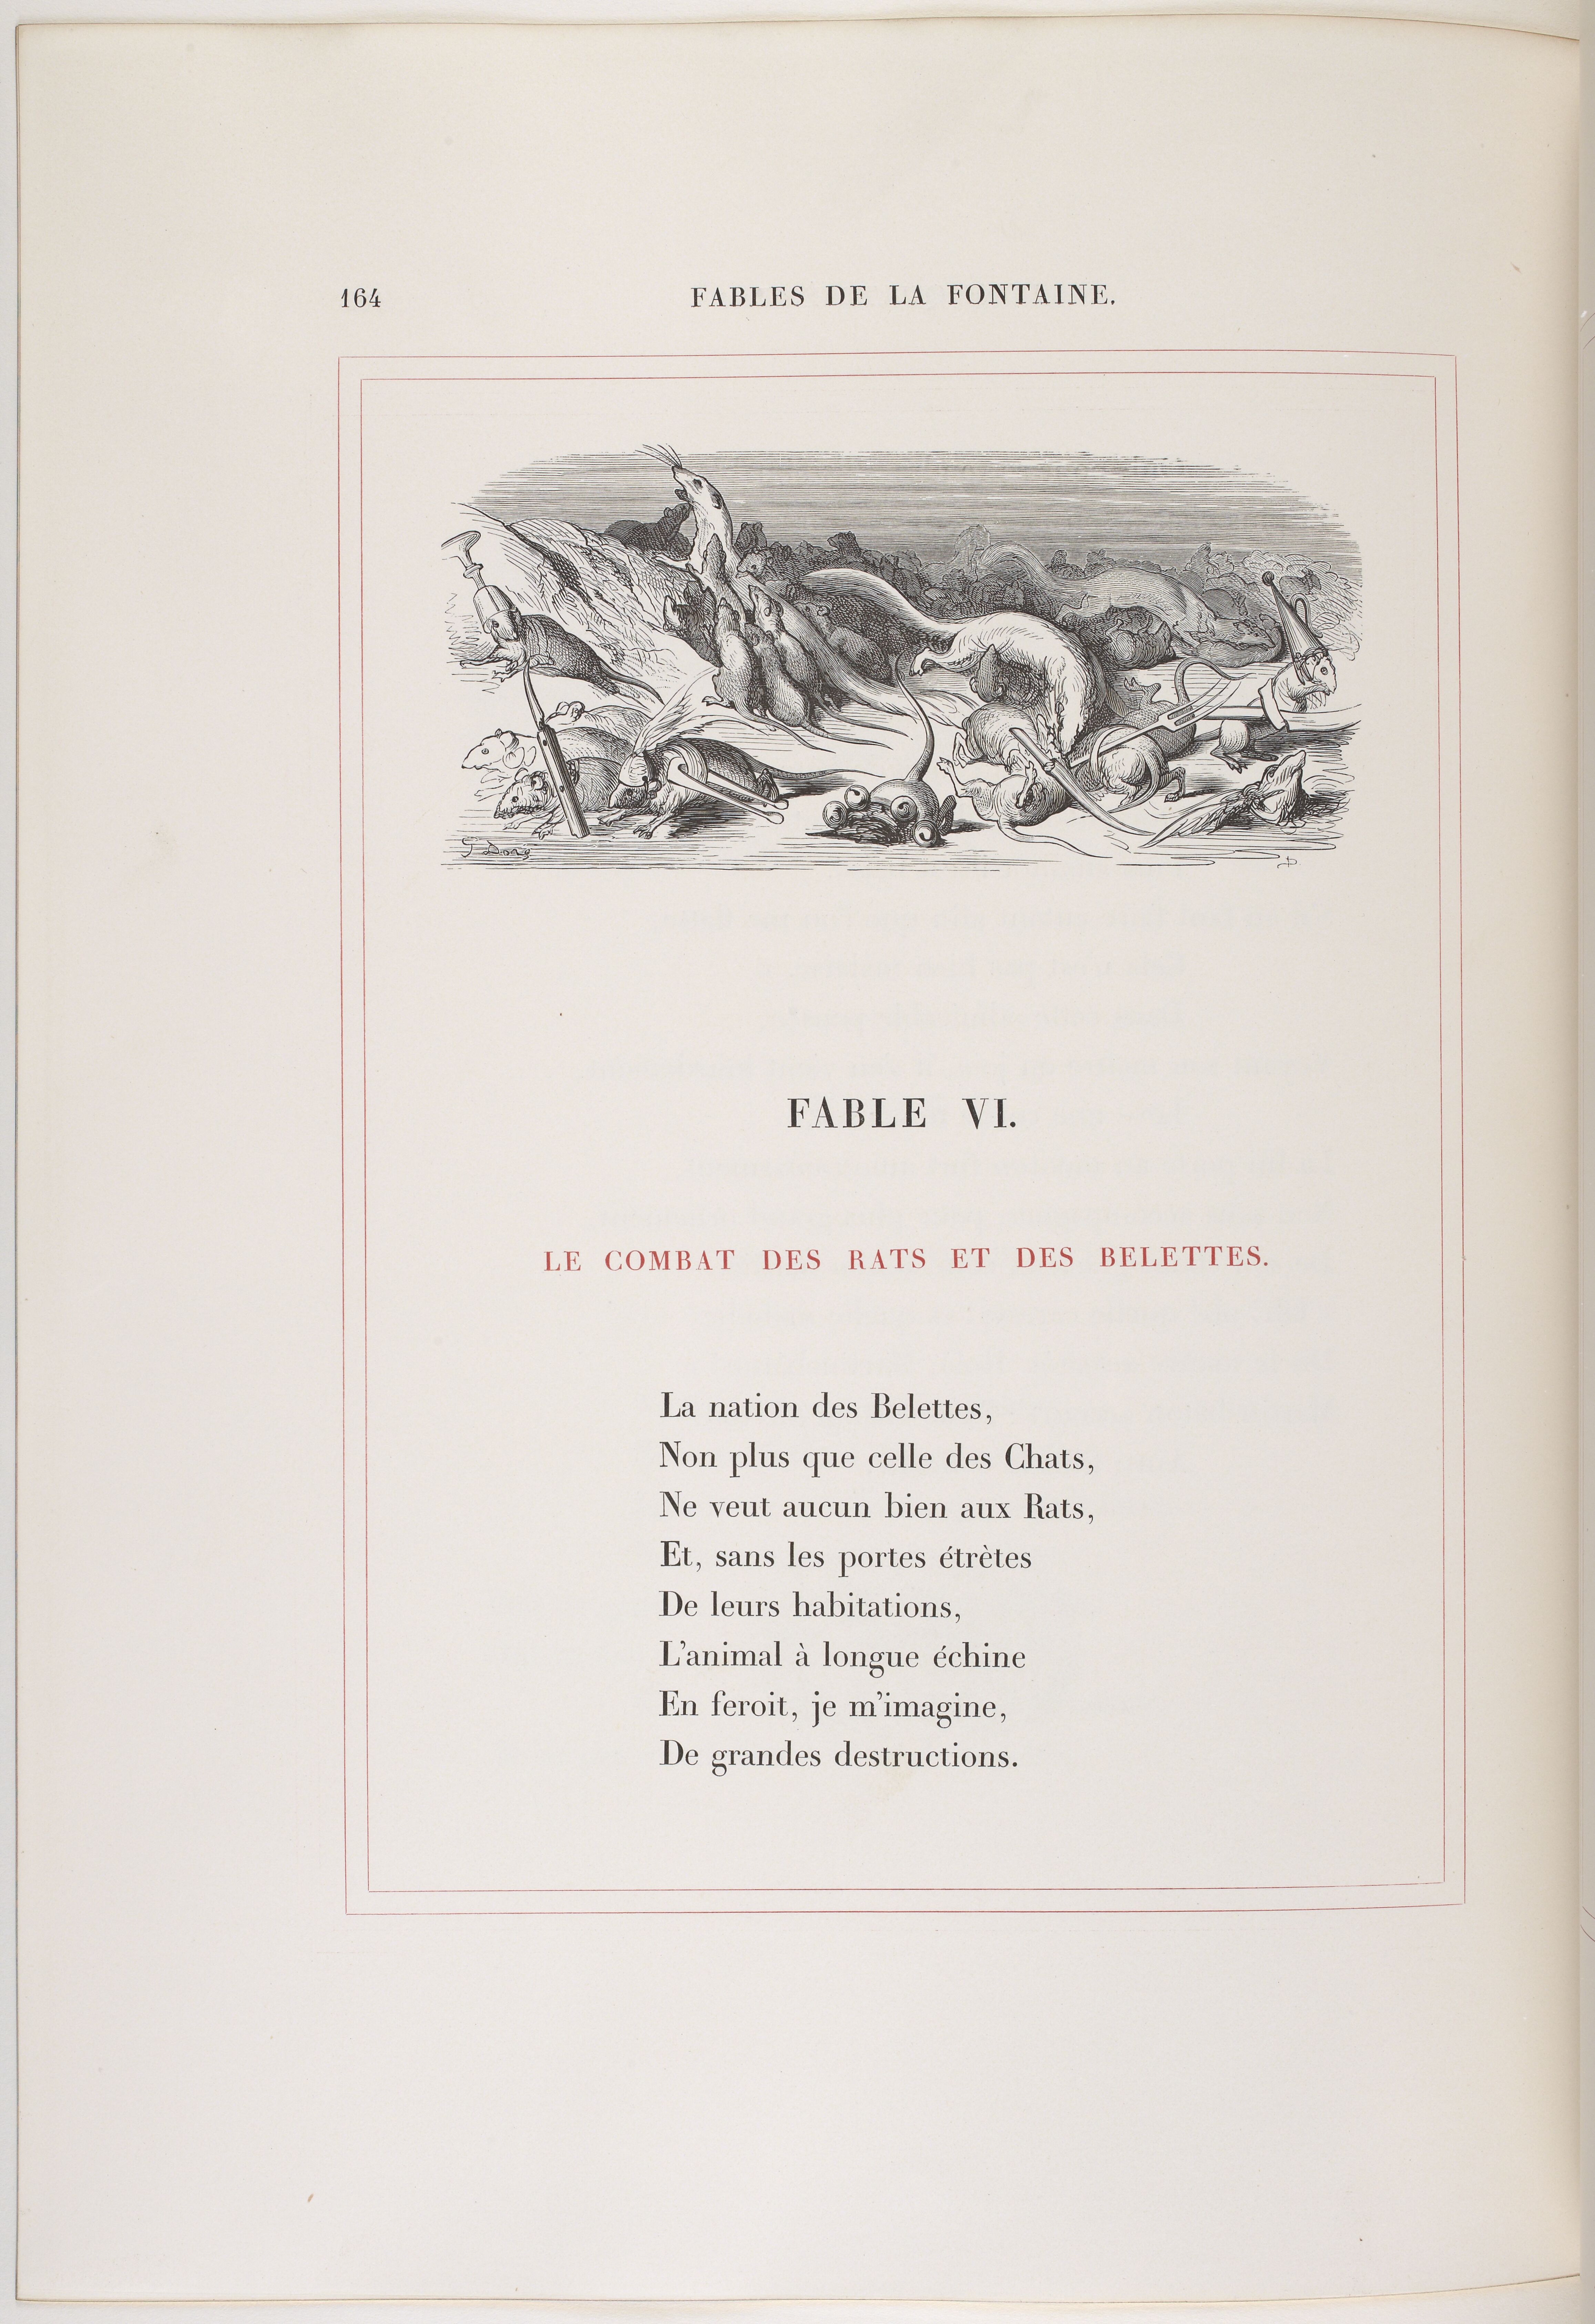 164
FABLES DE LA FONTAINE.
G Doré
FABLE VI.
LE COMBAT DES RATS ET DES BELETTES.
La nation des Belettes,
Non plus que celle des Chats,
Ne veut aucun bien aux Rats,
Et, sans les portes étrètes
De leurs habitations,
L'animal à longue échine
En feroit, je m'imagine,
De grandes destructions.